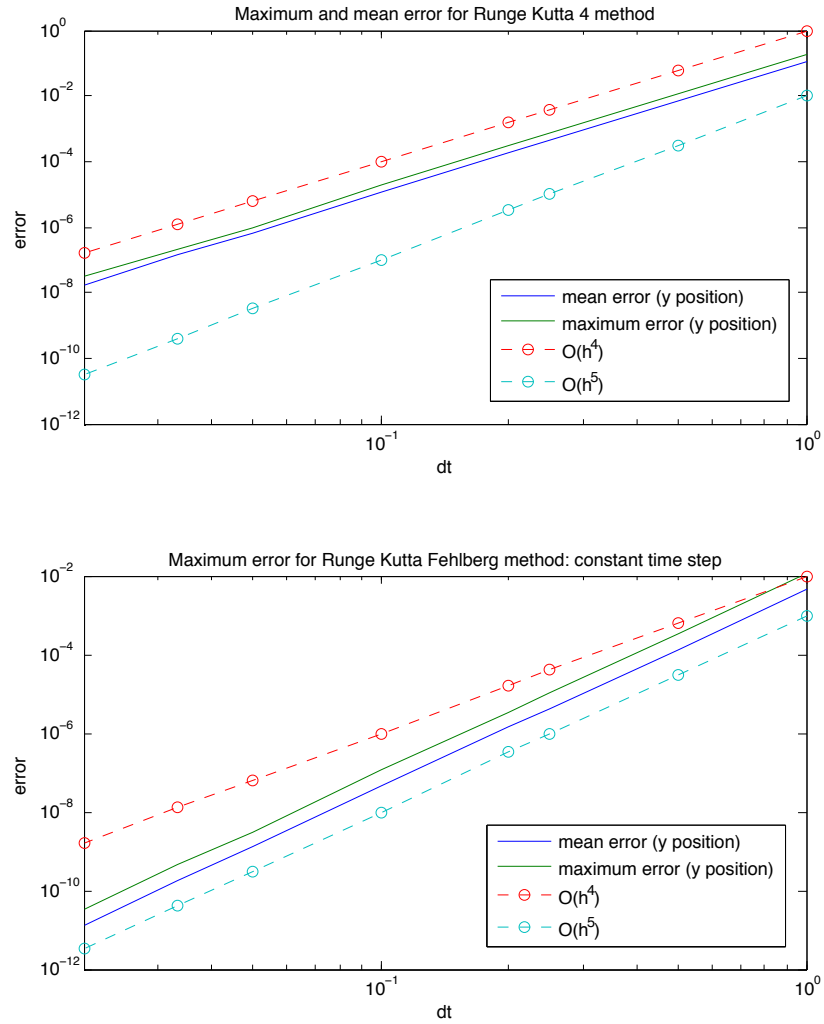 Maximum and mean error for Runge Kutta 4 method
10^0
10^-2
10^-4
10^-6
10^-8
10^-10
10^-12
error
mean error (y position)
maximum error (y position)
O(h^4)
O(h^5)
10^-1
10^0
dt
Maximum error for Runge Kutta Fehlberg method: constant time step
10^-2
10^-4
10^-6
10^-8
10^-10
10^-12
error
mean error (y position)
maximum error (y position)
O(h^4)
O(h^5)
10^-1
10^0
dt